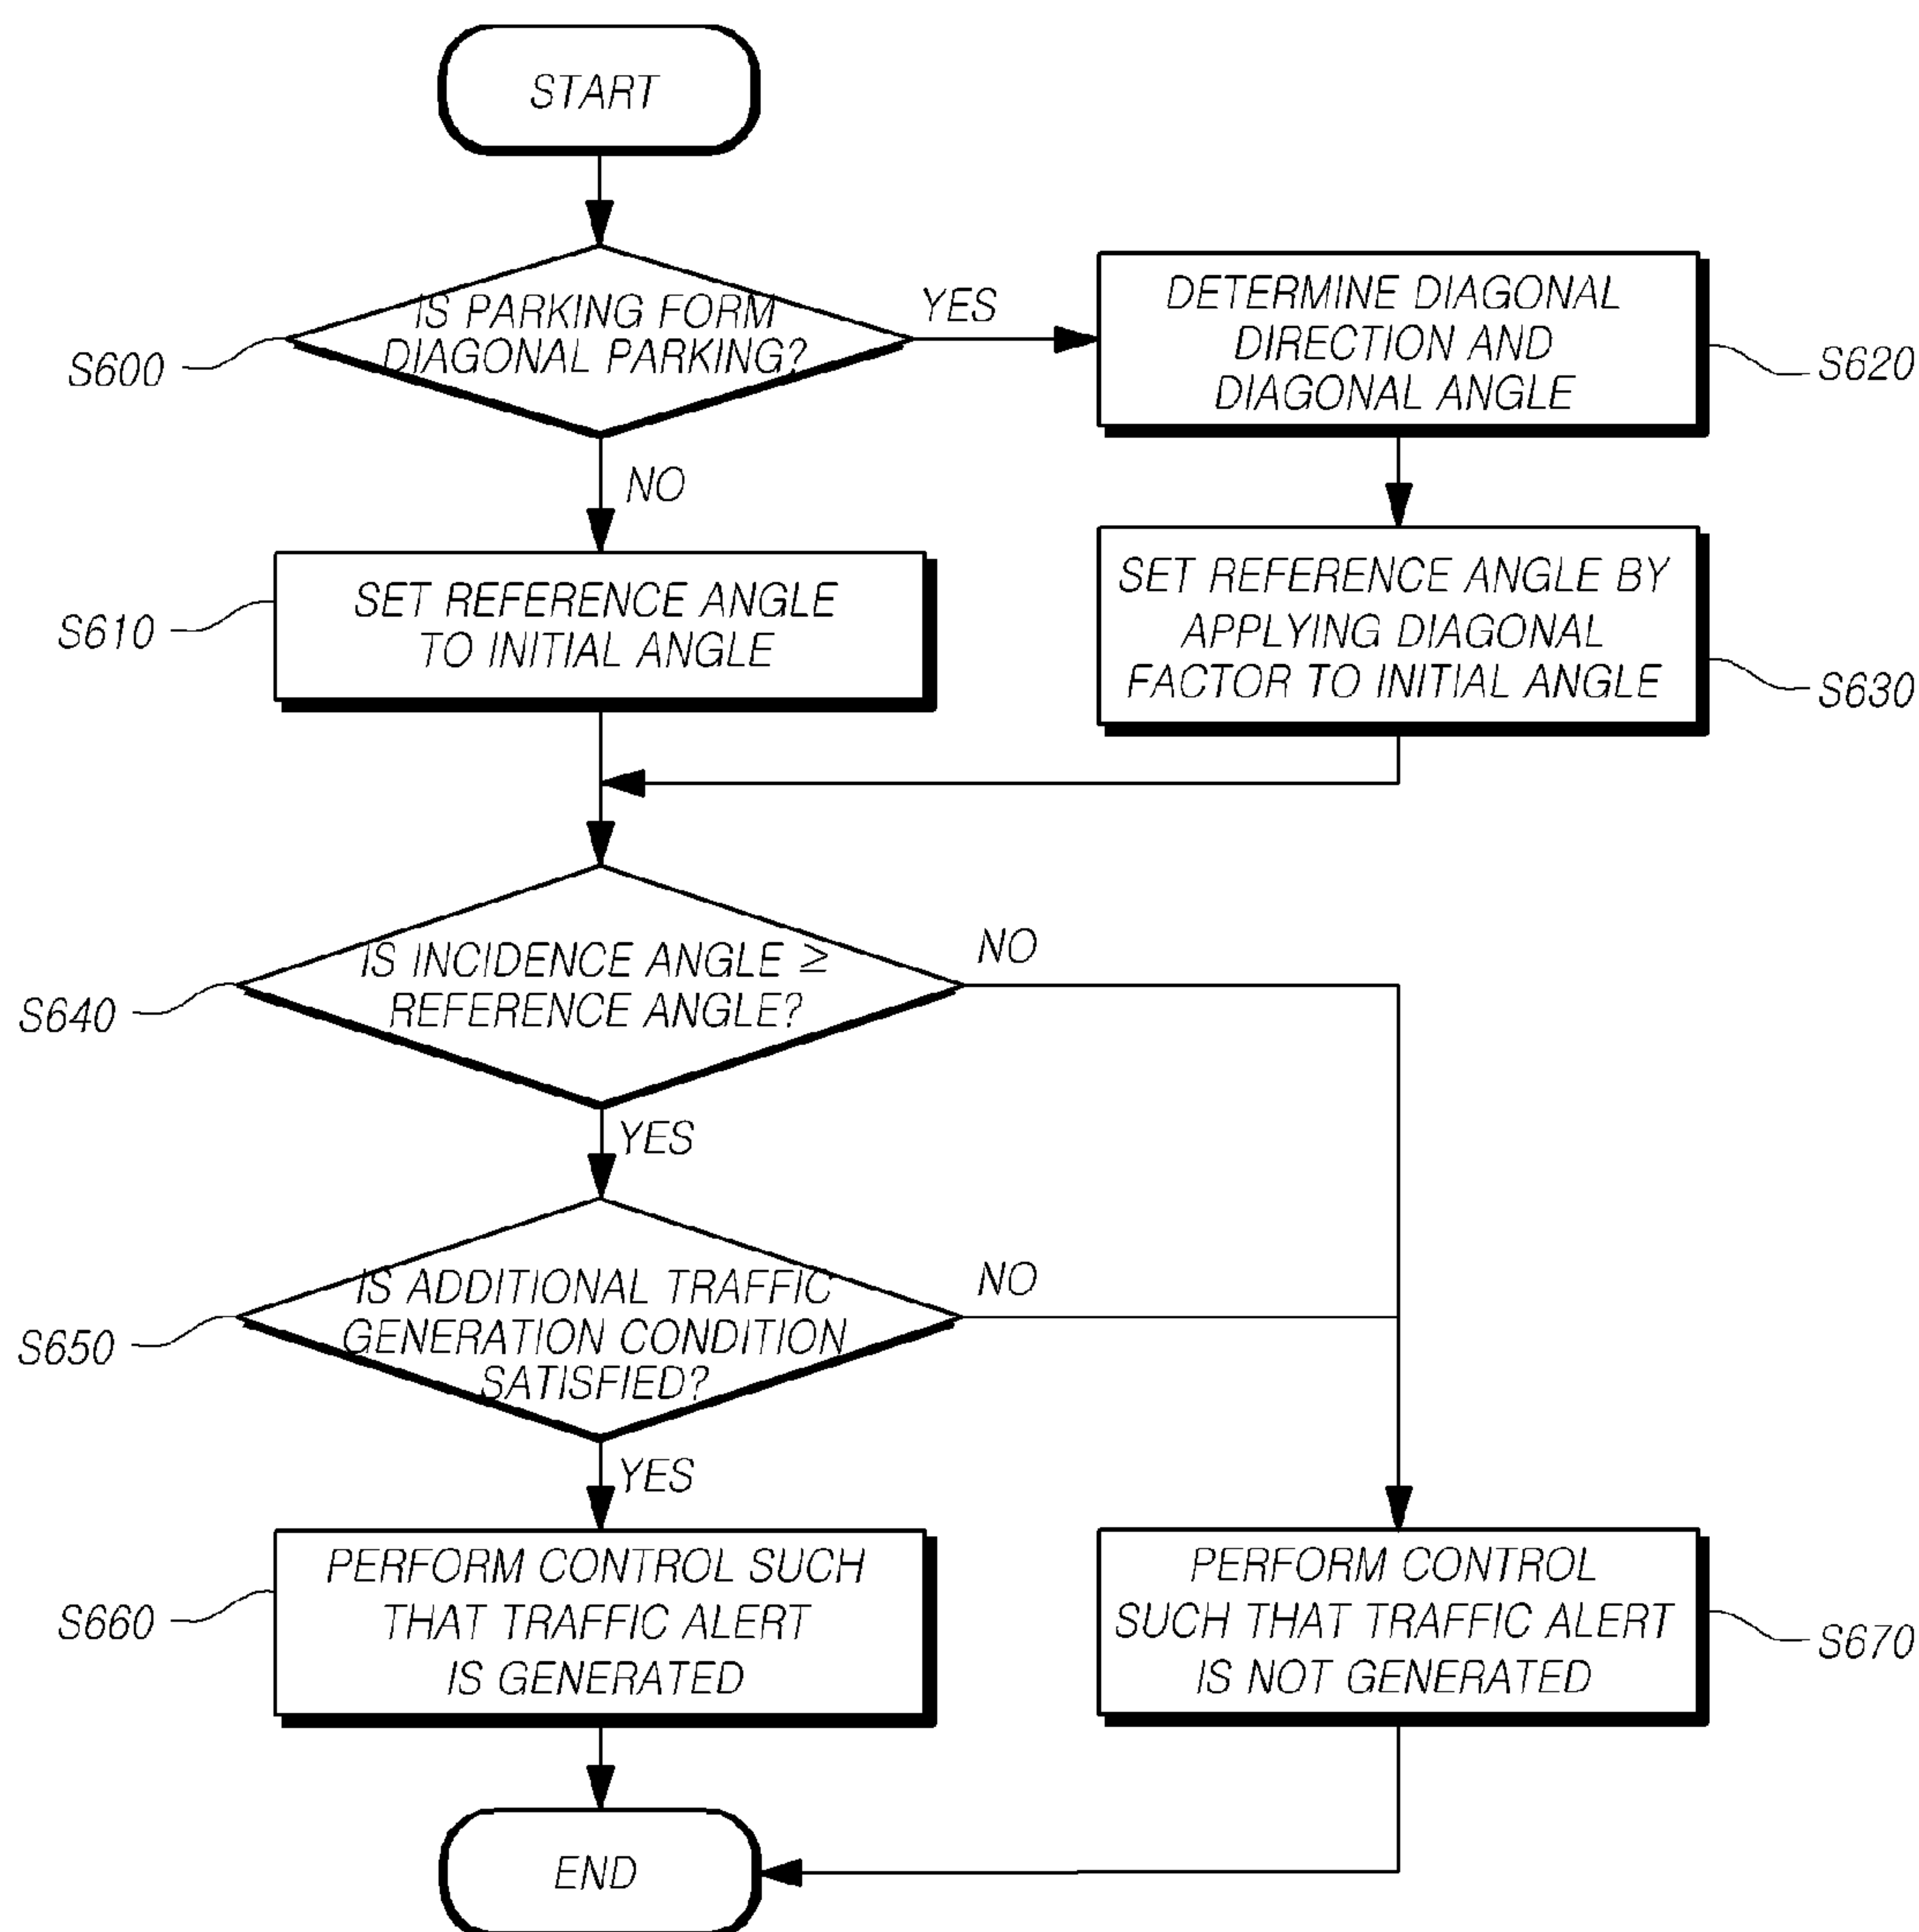 START
IS PARKING FORM
DIAGONAL PARKING?
S600
YES
DETERMINE DIAGONAL
DIRECTION AND
DIAGONAL ANGLE
S620
NO
SET REFERENCE ANGLE
TO INITIAL ANGLE
S610
SET REFERENCE ANGLE BY
APPLYING DIAGONAL
FACTOR TO INITIAL ANGLE
S630
IS INCIDENCE ANGLE ≥
REFERENCE ANGLE?
S640
NO
YES
IS ADDITIONAL TRAFFIC
GENERATION CONDITION
SATISFIED?
S650
NO
YES
PERFORM CONTROL SUCH
THAT TRAFFIC ALERT
IS GENERATED
S660
PERFORM CONTROL
SUCH THAT TRAFFIC ALERT
IS NOT GENERATED
S670
END